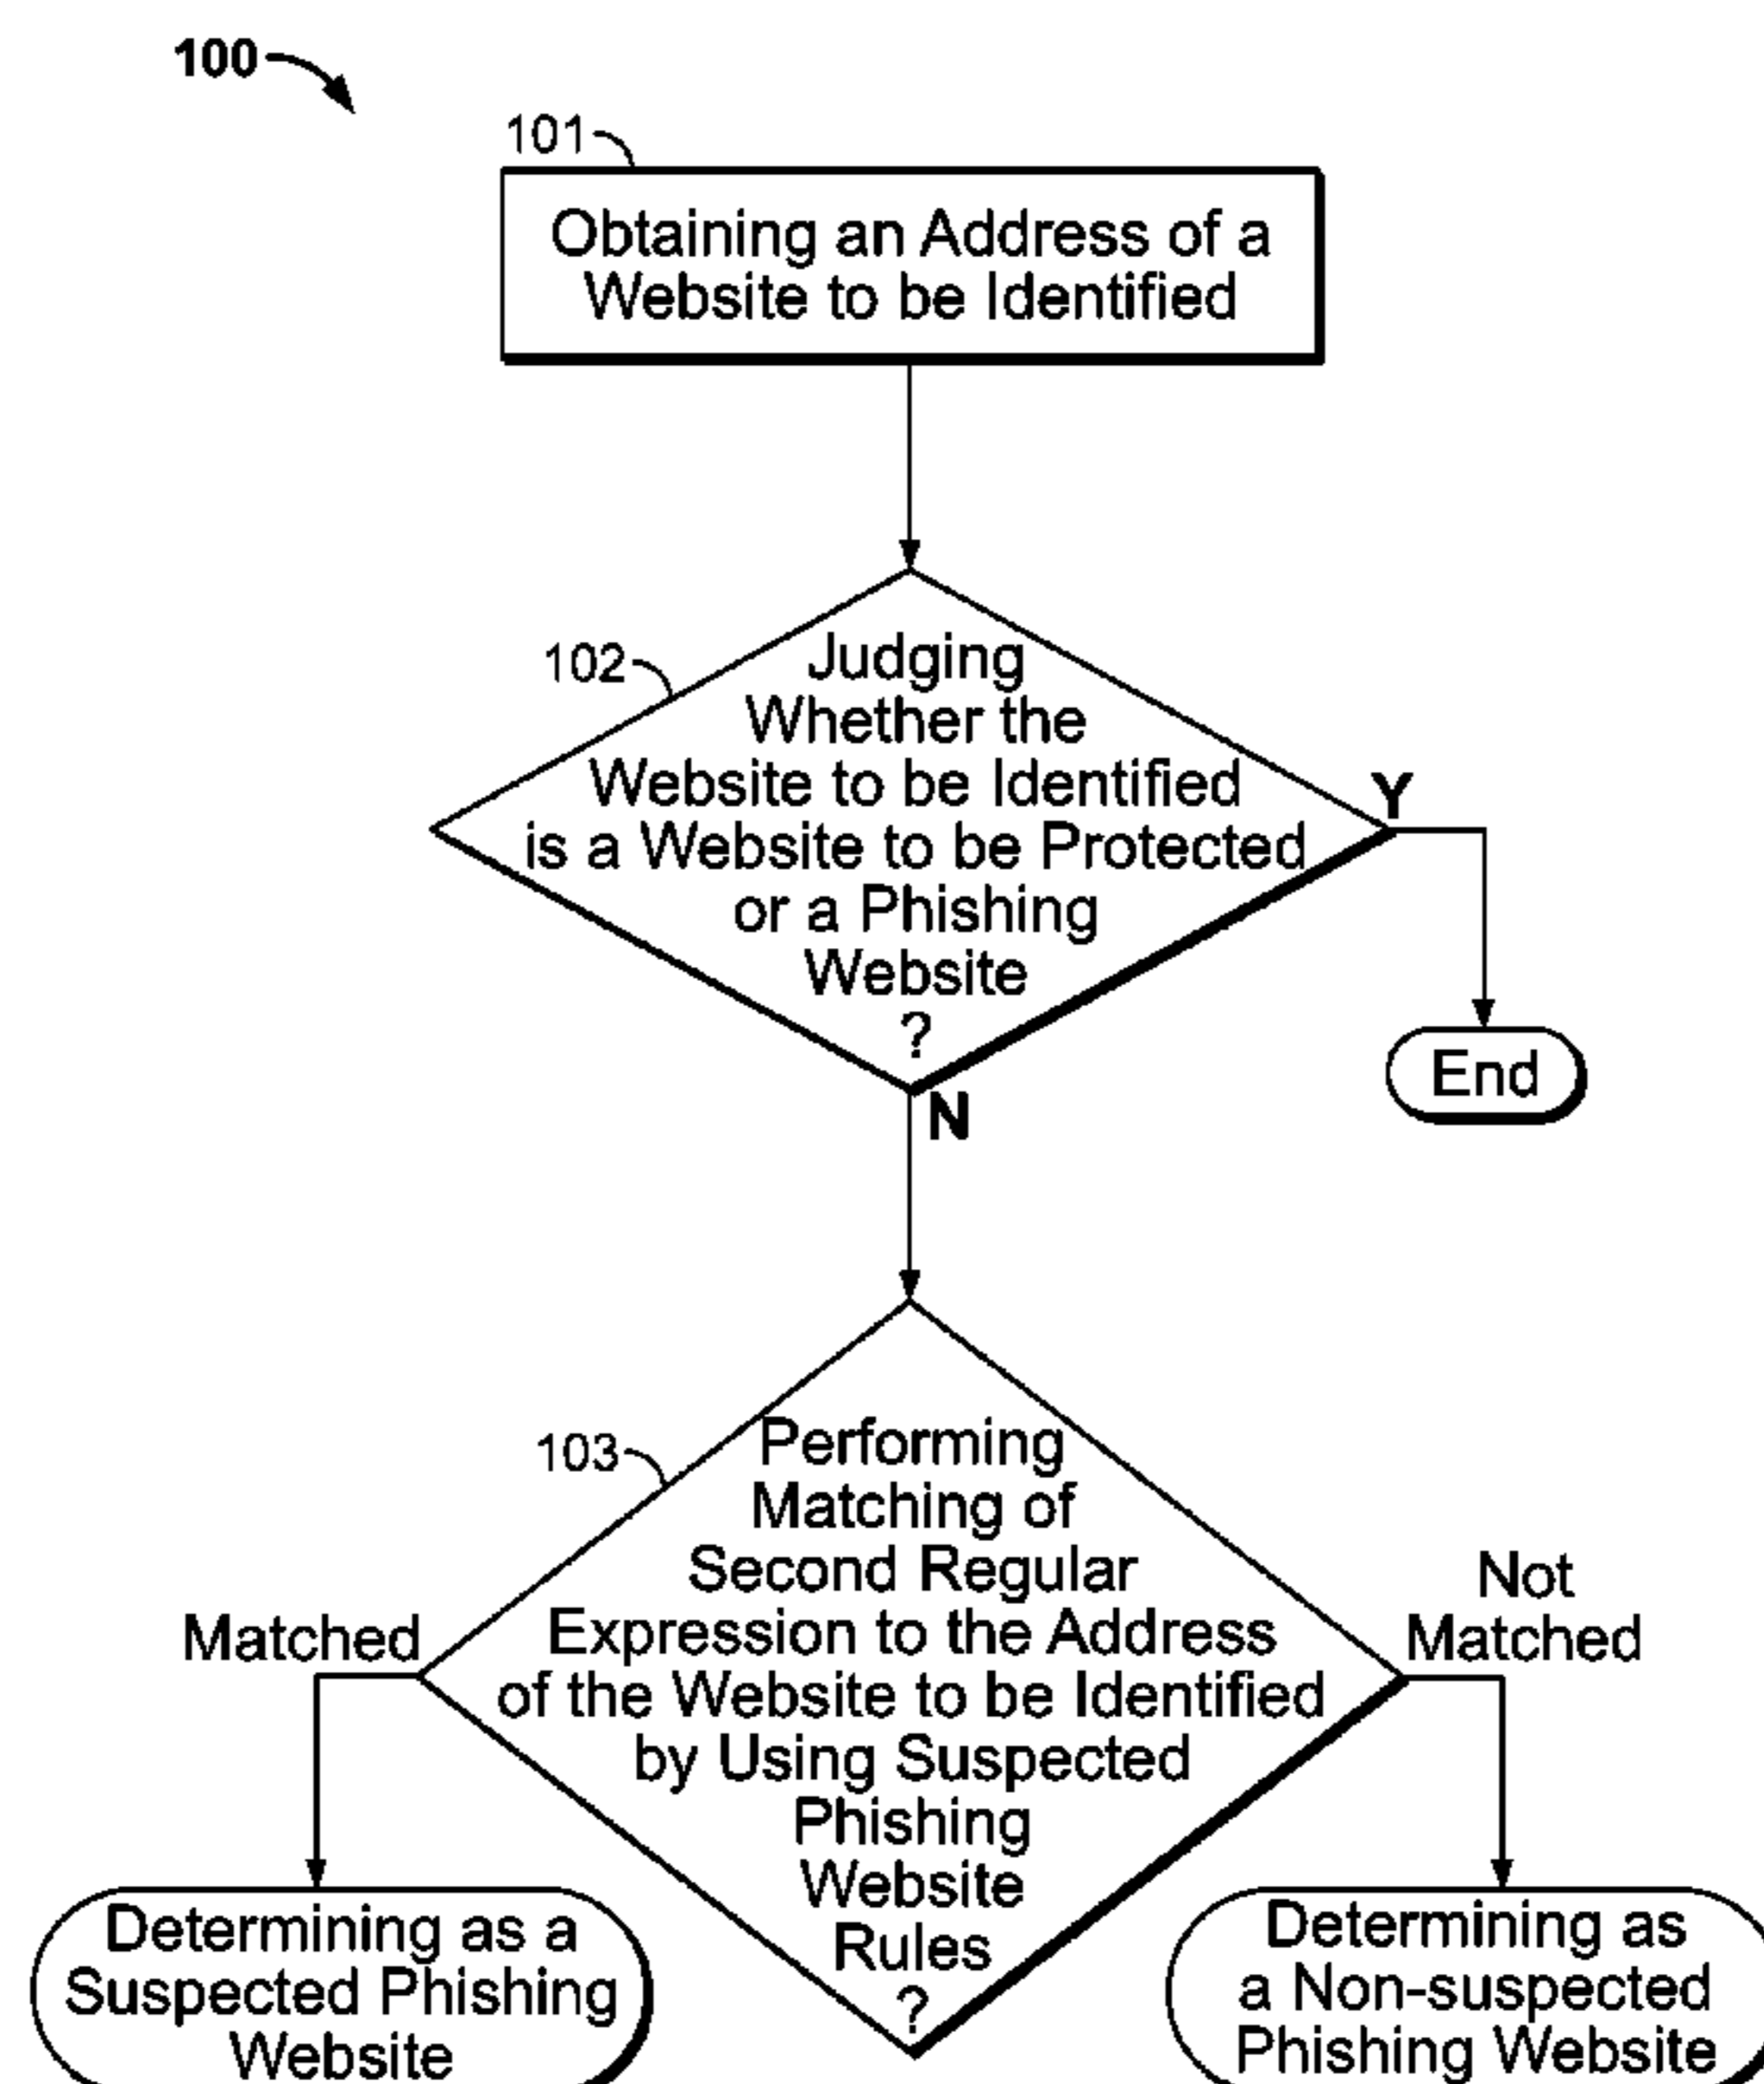 100
101
Obtaining an Address of a
Website to be Identified
102
Judging
Whether the
Website to be Identified
is a Website to be Protected
or a Phishing
Website
?
Y
N
End
103
Performing
Matching of
Second Regular
Expression to the Address
of the Website to be Identified
by Using Suspected
Phishing
Website
Rules
?
Matched
Not
Matched
Determining as a
Suspected Phishing
Website
Determining as
a Non-suspected
Phishing Website